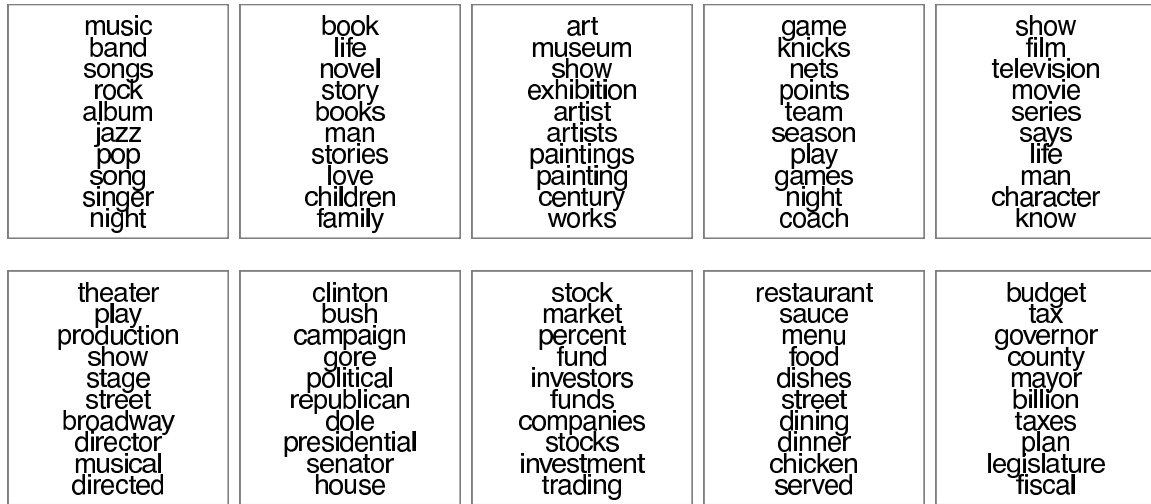 music
band
songs
rock
album
jazz
pop
song
singer
night
book
life
novel
story
books
man
stories
love
children
family
art
museum
show
exhibition
artist
artists
paintings
painting
century
works
game
knicks
nets
points
team
season
play
games
night
coach
show
film
television
movie
series
says
life
man
character
know
theater
play
production
show
stage
street
broadway
director
musical
directed
clinton
bush
campaign
gore
political
republican
dole
presidential
senator
house
stock
market
percent
fund
investors
funds
companies
stocks
investment
trading
restaurant
sauce
menu
food
dishes
street
dining
dinner
chicken
served
budget
tax
governor
county
mayor
billion
taxes
plan
legislature
fiscal